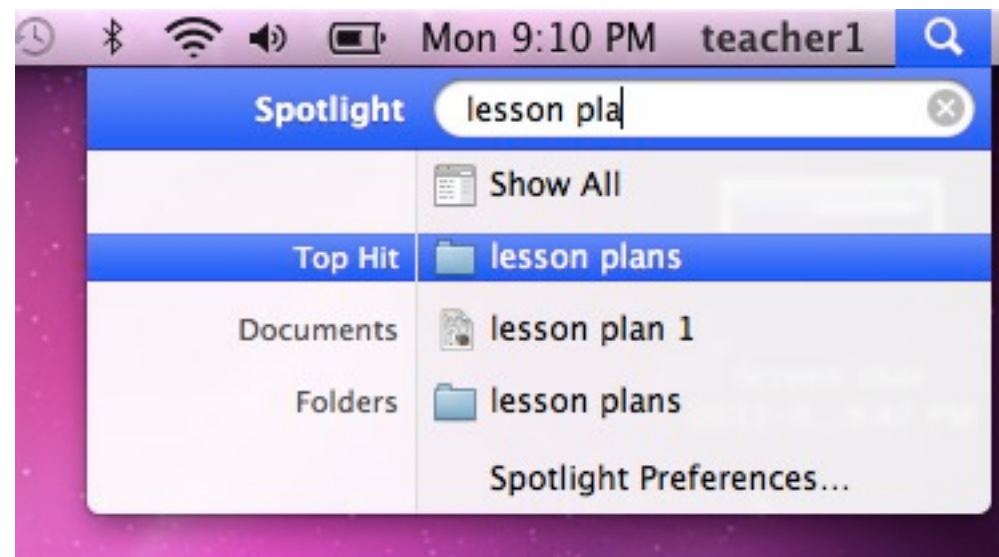 Mon 9:10 PM teacher1
Spotlight lesson pla
Show All
Top Hit lesson plans
Documents lesson plan 1
Folders lesson plans
Spotlight Preferences...